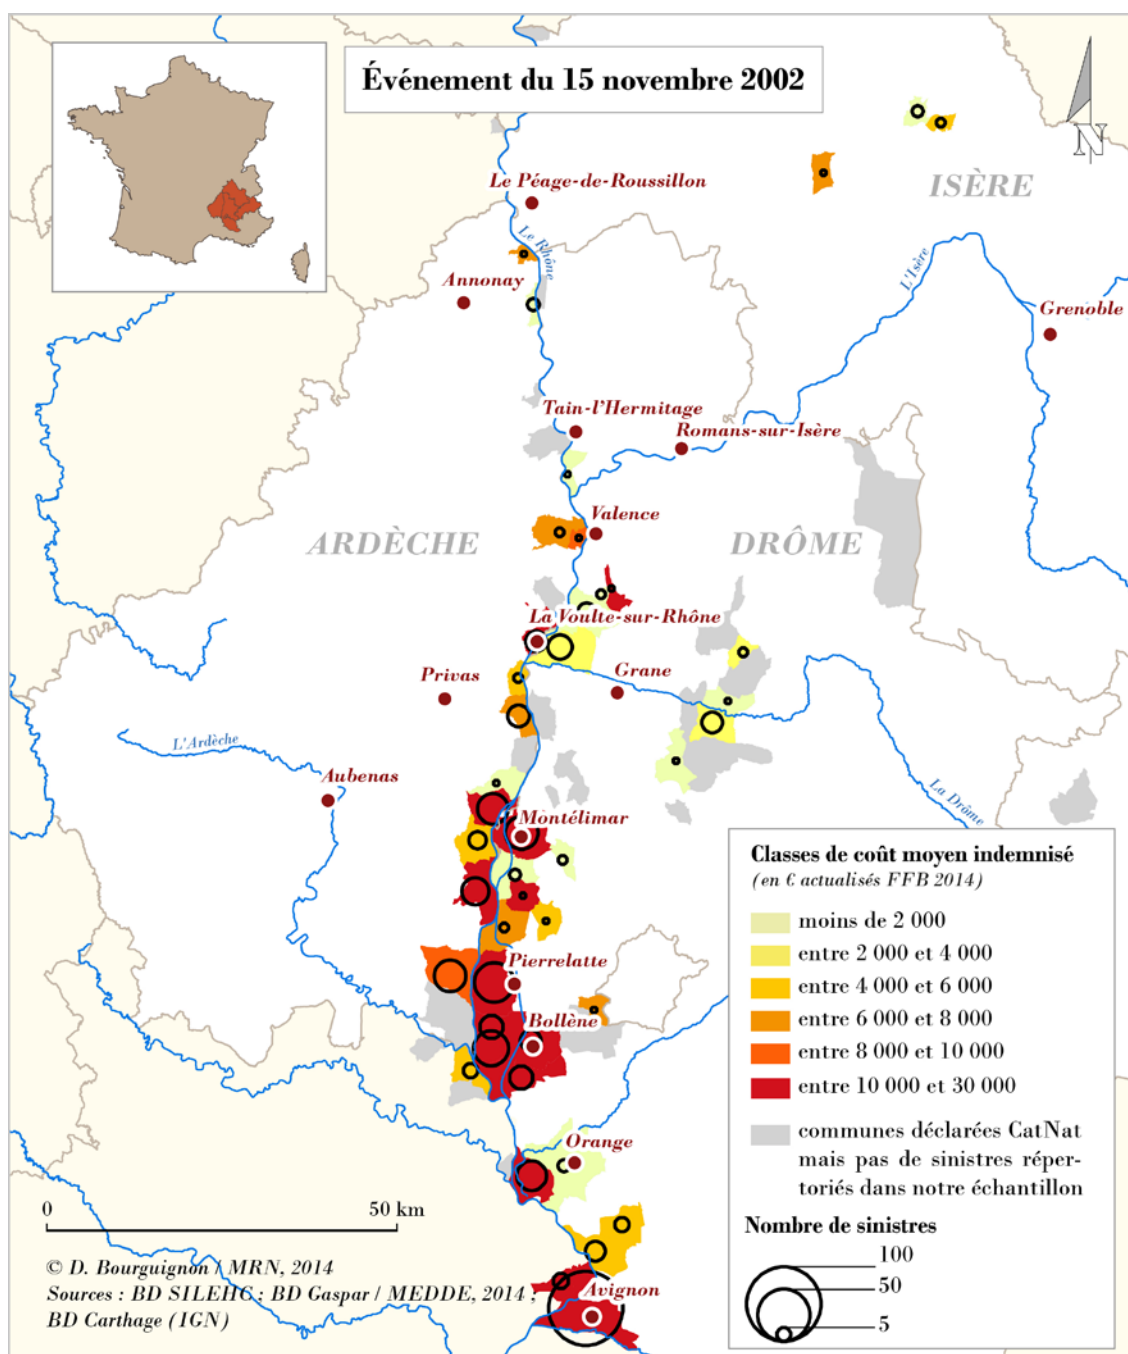 Événement du 15 novembre 2002
N
ISÈRE
Le Péage-de-Roussillon
Le Rhône
L'Isère
Annonay
Grenoble
Tain-l'Hermitage
Romans-sur-Isère
Valence
ARDÈCHE
DRÔME
La Voulte-sur-Rhône
Privas
Grane
L'Ardèche
Aubenas
La Drôme
Montélimar
Classes de coût moyen indemnisé
(en € actualisés FFB 2014)
moins de 2 000
entre 2 000 et 4 000
entre 4 000 et 6 000
entre 6 000 et 8 000
entre 8 000 et 10 000
entre 10 000 et 30 000
communes déclarées CatNat
mais pas de sinistres réper-
toriés dans notre échantillon
Pierrelatte
Bollène
Orange
Nombre de sinistres
100
50
5
0
50 km
© D. Bourguignon / MRN, 2014
Sources : BD SILEHC ; BD Gaspar / MEDDE, 2014 ;
BD Carthage (IGN)
Avignon